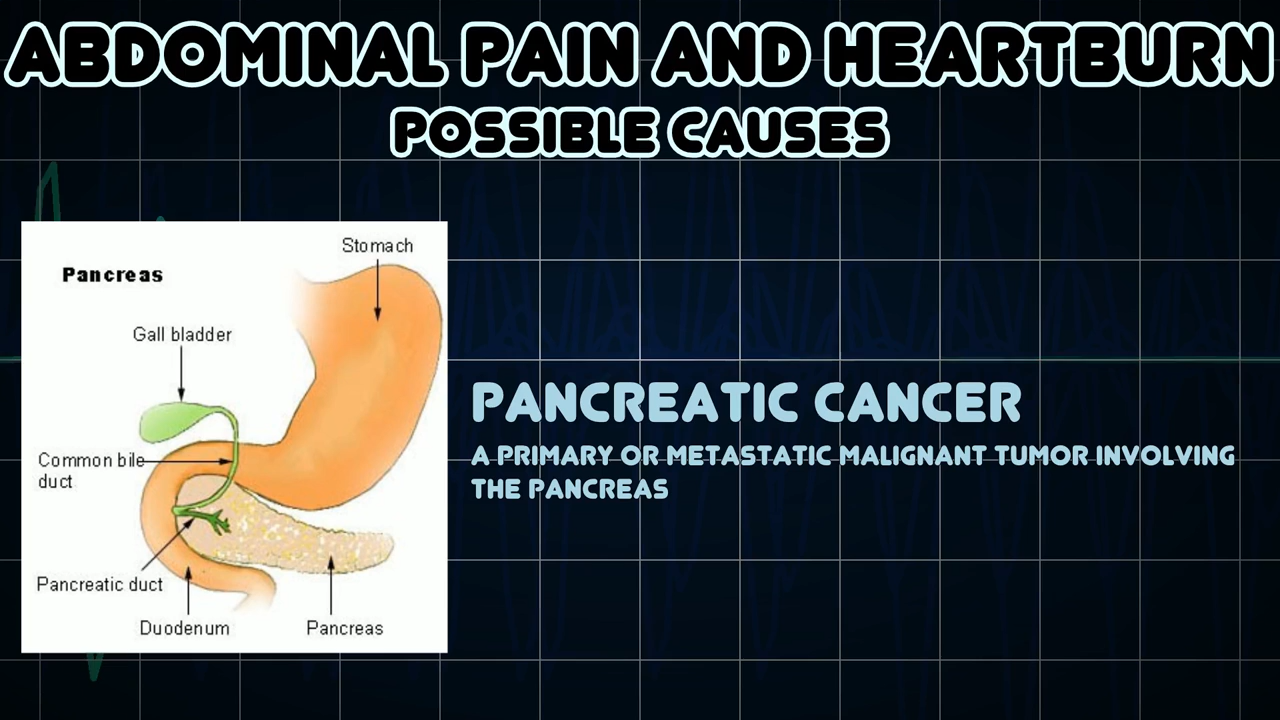 ABDOMINAL PAIN AND HEARTBURN
POSSIBLE CAUSES
Stomach
Pancreas
Gall bladder
Common bile
duct
Pancreatic duct
Duodenum
Pancreas
PANCREATIC CANCER
A PRIMARY OR METASTATIC MALIGNANT TUMOR INVOLVING
THE PANCREAS